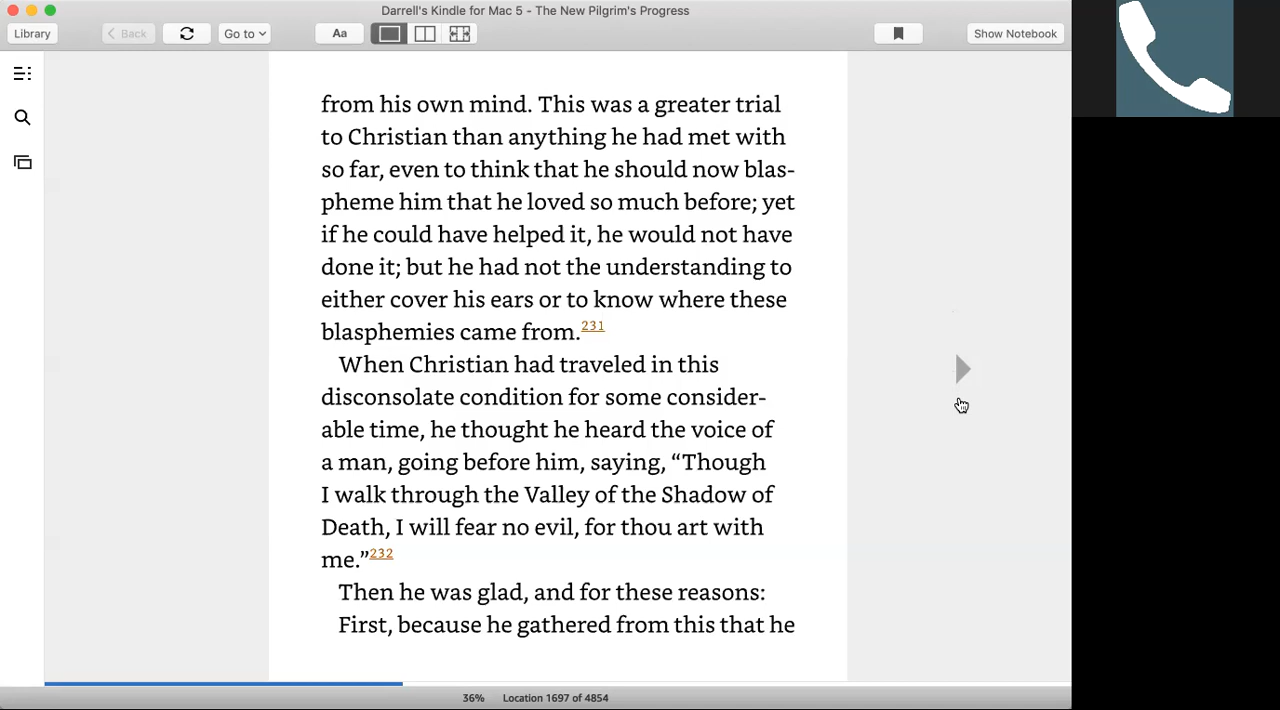 Darrell's Kindle for Mac 5 - The New Pilgrim's Progress
Library
Back
Go to
Aa
Show Notebook
from his own mind. This was a greater trial
to Christian than anything he had met with
so far, even to think that he should now blas-
pheme him that he loved so much before; yet
if he could have helped it, he would not have
done it; but he had not the understanding to
either cover his ears or to know where these
blasphemies came from.231
When Christian had traveled in this
disconsolate condition for some consider-
able time, he thought he heard the voice of
a man, going before him, saying, “Though
I walk through the Valley of the Shadow of
Death, I will fear no evil, for thou art with
me.”232
Then he was glad, and for these reasons:
First, because he gathered from this that he
36% Location 1697 of 4854